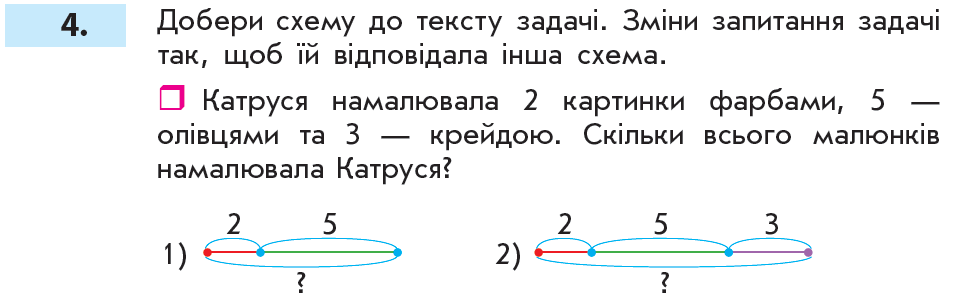 4.
Добери схему до тексту задачі. Зміни запитання задачі
так, щоб їй відповідала інша схема.
Катруся намалювала 2 картинки фарбами, 5 —
олівцями та 3 — крейдою. Скільки всього малюнків
намалювала Катруся?
1) 2 5 ?
2) 2 5 3 ?